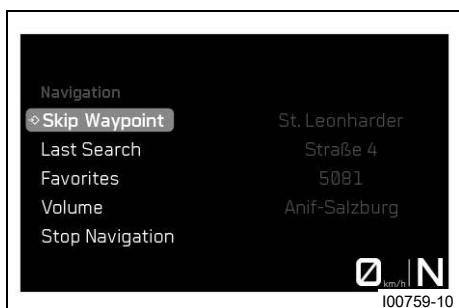 Navigation
Skip Waypoint
Last Search
Favorites
Volume
Stop Navigation
St. Leonharder
Straße 4
5081
Anif-Salzburg
0 km/h N
I00759-10